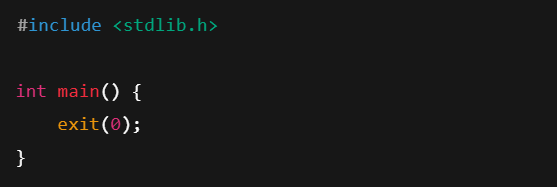 #include <stdlib.h>

int main() {
    exit(0);
}